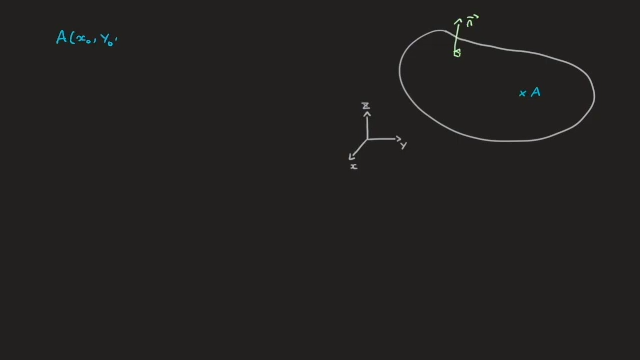 A(x₀, y₀,
n⃗
x A
z
y
x